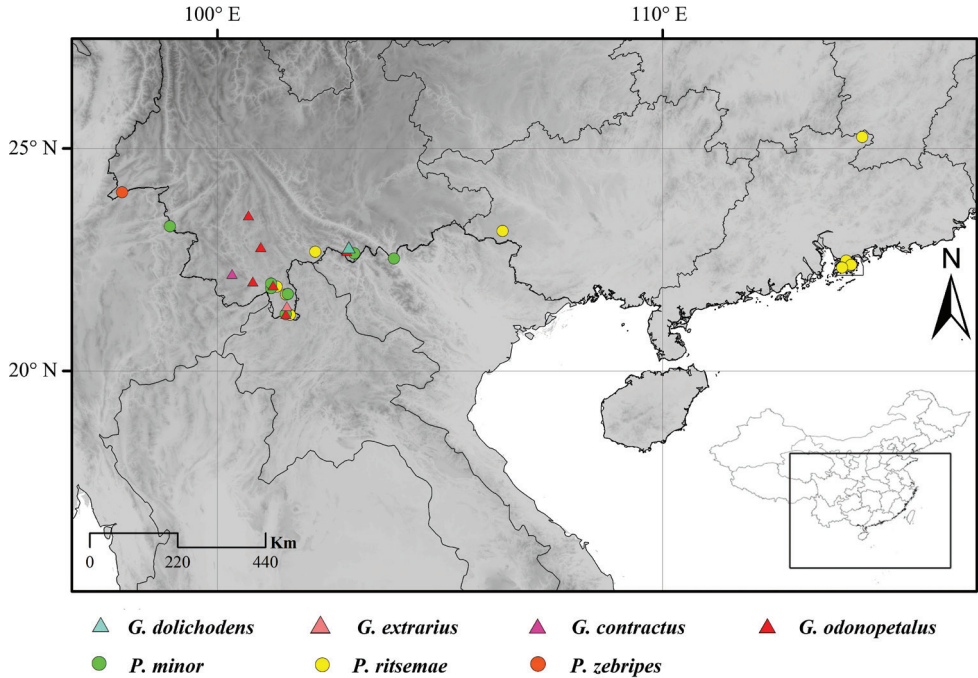 100° E 110° E
25° N
20° N
N
Km
0 220 440
G. dolichodens G. extrarius G. contractus G. odonopetalus
P. minor P. ritsemae P. zebripes